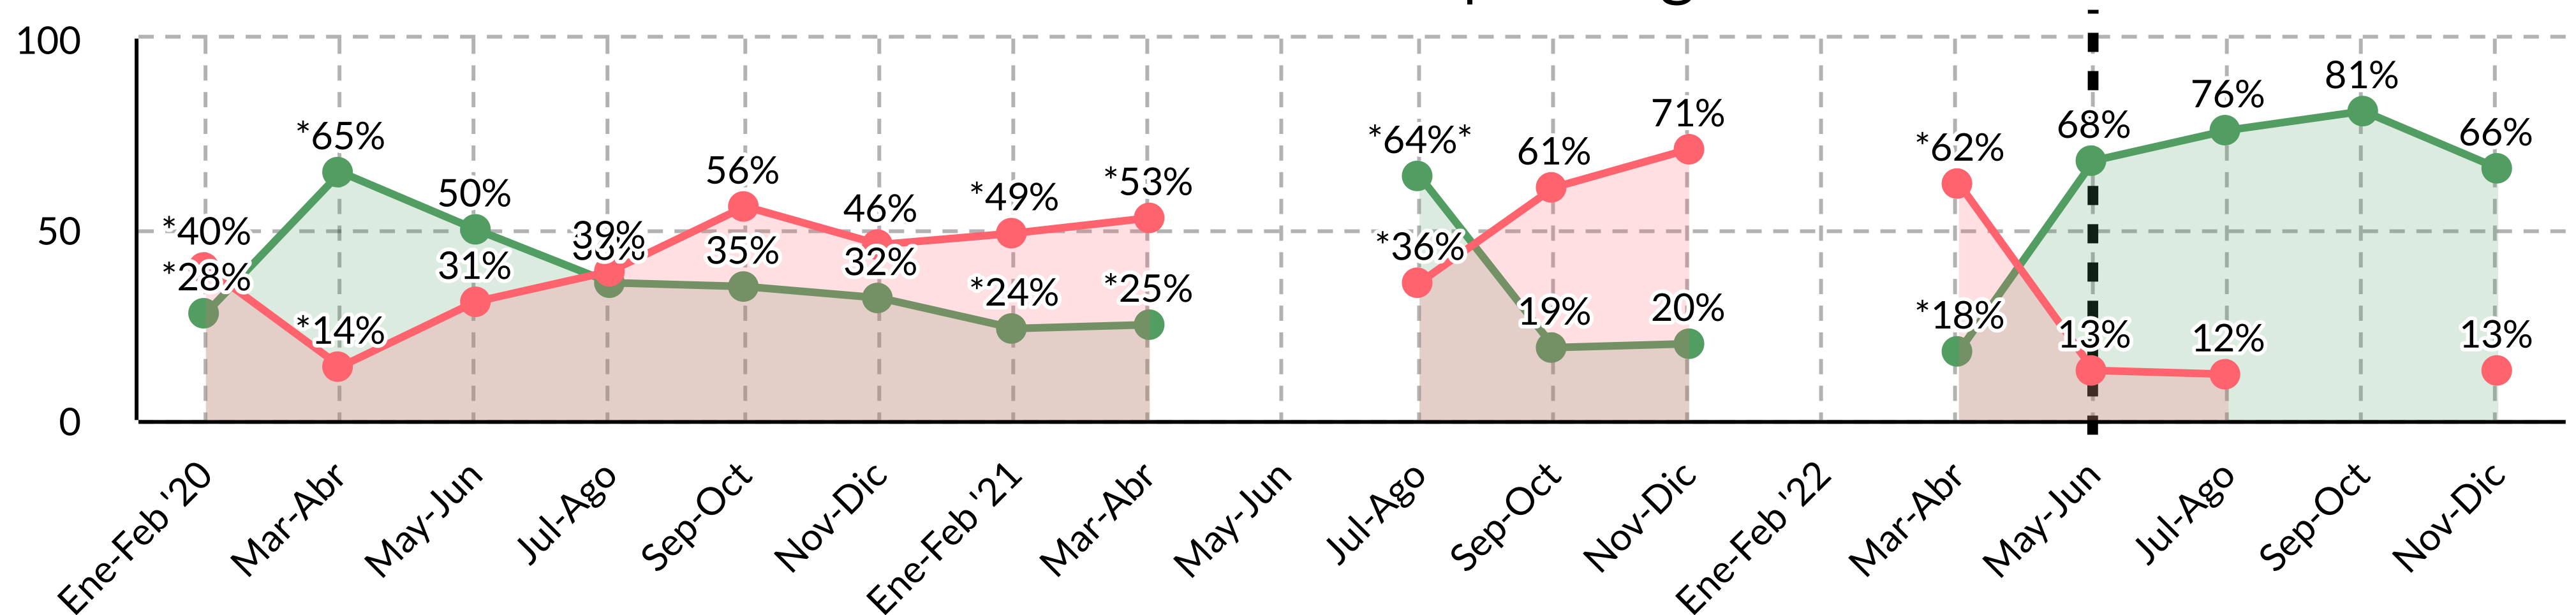 100
50
0
*40%
*28%
*65%
*14%
50%
31%
39%
56%
35%
46%
32%
*49%
*24%
*53%
*25%
*64%*
*36%
61%
19%
71%
20%
*62%
*18%
68%
13%
76%
12%
81%
66%
13%
Ene-Feb '20
Mar-Abr
May-Jun
Jul-Ago
Sep-Oct
Nov-Dic
Ene-Feb '21
Mar-Abr
May-Jun
Jul-Ago
Sep-Oct
Nov-Dic
Ene-Feb '22
Mar-Abr
May-Jun
Jul-Ago
Sep-Oct
Nov-Dic